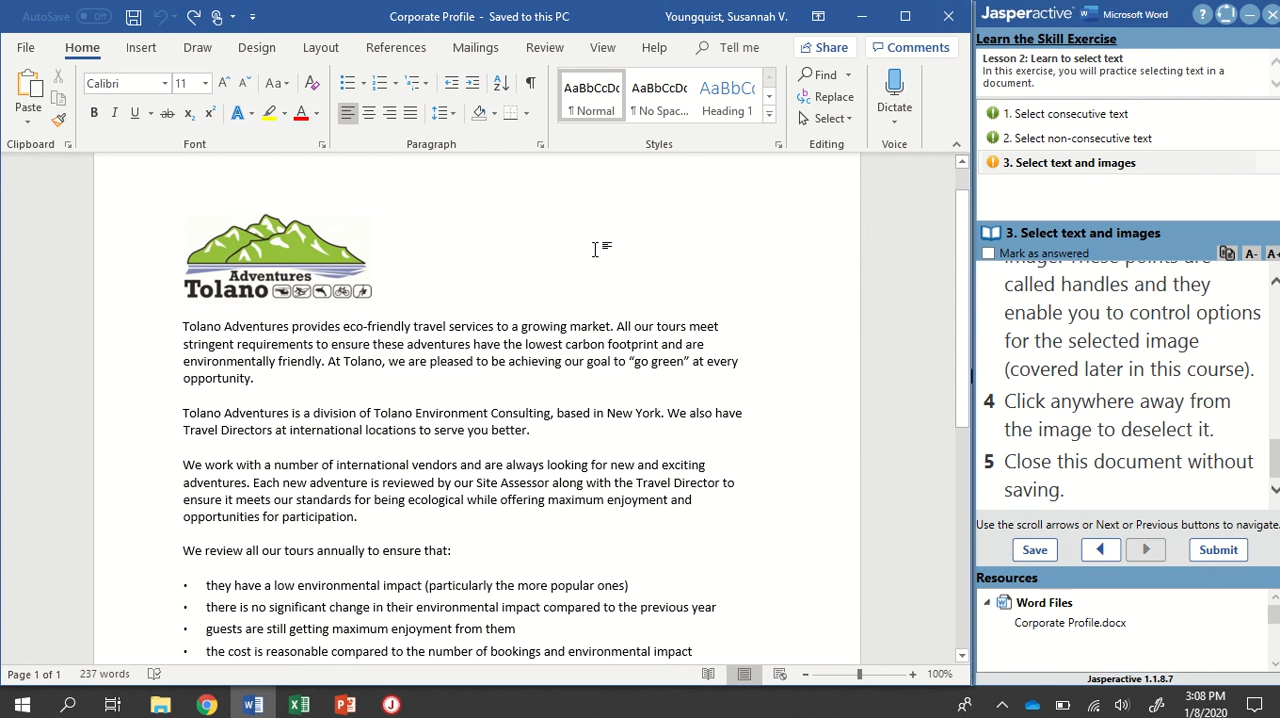 AutoSave Off
Corporate Profile - Saved to this PC
Youngquist, Susannah V.
File Home Insert Draw Design Layout References Mailings Review View Help Tell me Share Comments
Paste
Calibri 11
Aa
A
B I U ab x₂ x² A A
AaBbCcDc AaBbCcDc AaBbCc
¶ Normal ¶ No Spac... Heading 1
Find
Replace
Select
Dictate
Clipboard Font Paragraph Styles Editing Voice
Adventures
Tolano
Tolano Adventures provides eco-friendly travel services to a growing market. All our tours meet
stringent requirements to ensure these adventures have the lowest carbon footprint and are
environmentally friendly. At Tolano, we are pleased to be achieving our goal to “go green” at every
opportunity.
Tolano Adventures is a division of Tolano Environment Consulting, based in New York. We also have
Travel Directors at international locations to serve you better.
We work with a number of international vendors and are always looking for new and exciting
adventures. Each new adventure is reviewed by our Site Assessor along with the Travel Director to
ensure it meets our standards for being ecological while offering maximum enjoyment and
opportunities for participation.
We review all our tours annually to ensure that:
• they have a low environmental impact (particularly the more popular ones)
• there is no significant change in their environmental impact compared to the previous year
• guests are still getting maximum enjoyment from them
• the cost is reasonable compared to the number of bookings and environmental impact
Page 1 of 1 237 words
100%
Jasperactive™ Microsoft Word
Learn the Skill Exercise
Lesson 2: Learn to select text
In this exercise, you will practice selecting text in a
document.
1. Select consecutive text
2. Select non-consecutive text
3. Select text and images
3. Select text and images
Mark as answered
A- A+
image. These points are
called handles and they
enable you to control options
for the selected image
(covered later in this course).
4 Click anywhere away from
the image to deselect it.
5 Close this document without
saving.
Use the scroll arrows or Next or Previous buttons to navigate.
Save Submit
Resources
Word Files
Corporate Profile.docx
Jasperactive 1.1.8.7
3:08 PM
1/8/2020